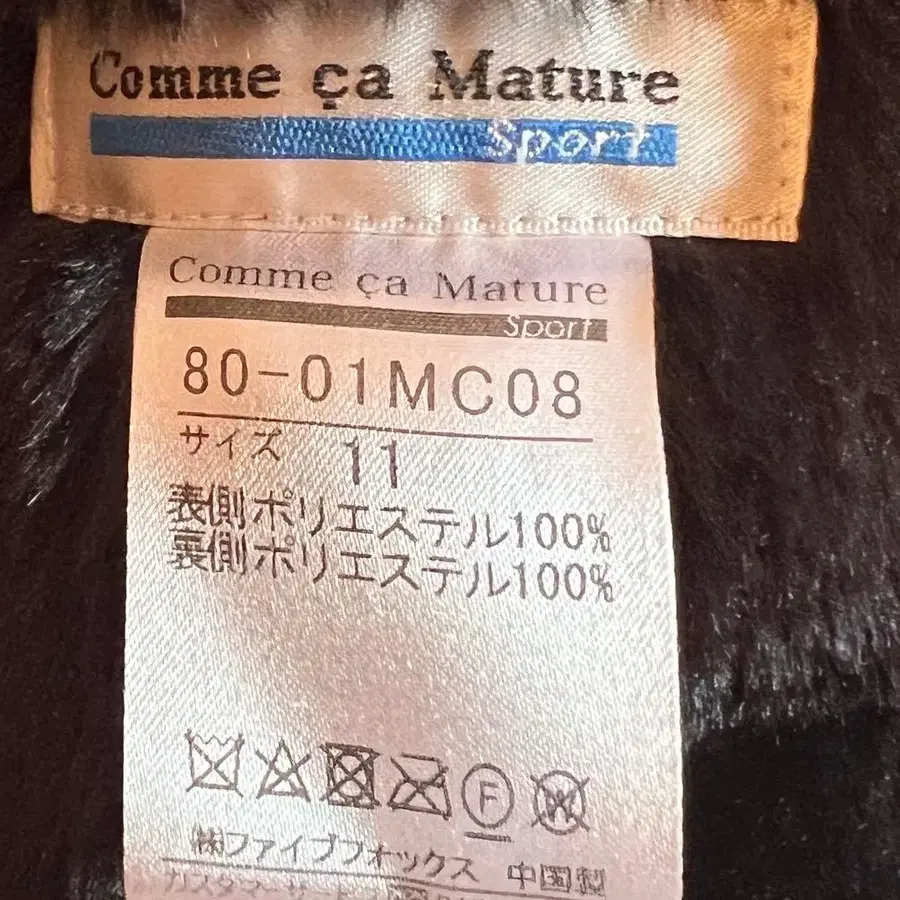 Comme ça Mature
Sport
Comme ça Mature
Sport
80-01MC08
サイズ 11
表側ポリエステル100%
裏側ポリエステル100%
F W
㈱ファイブフォックス 中国製